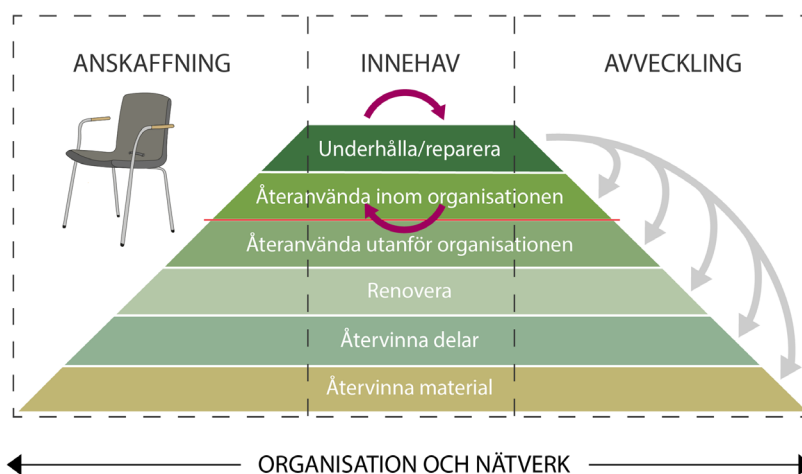 ANSKAFFNING
INNEHAV
AVVECKLING
Underhålla/reparera
Återanvända inom organisationen
Återanvända utanför organisationen
Renovera
Återvinna delar
Återvinna material
ORGANISATION OCH NÄTVERK